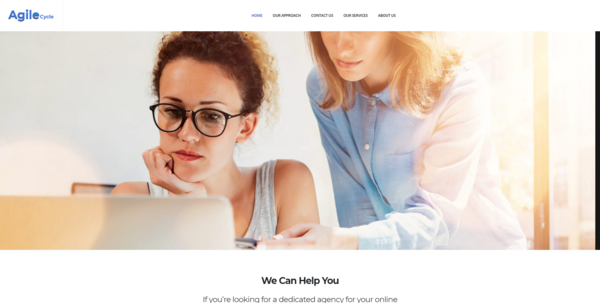 Agile Cycle
HOME OUR APPROACH CONTACT US OUR SERVICES ABOUT US
We Can Help You
If you're looking for a dedicated agency for your online